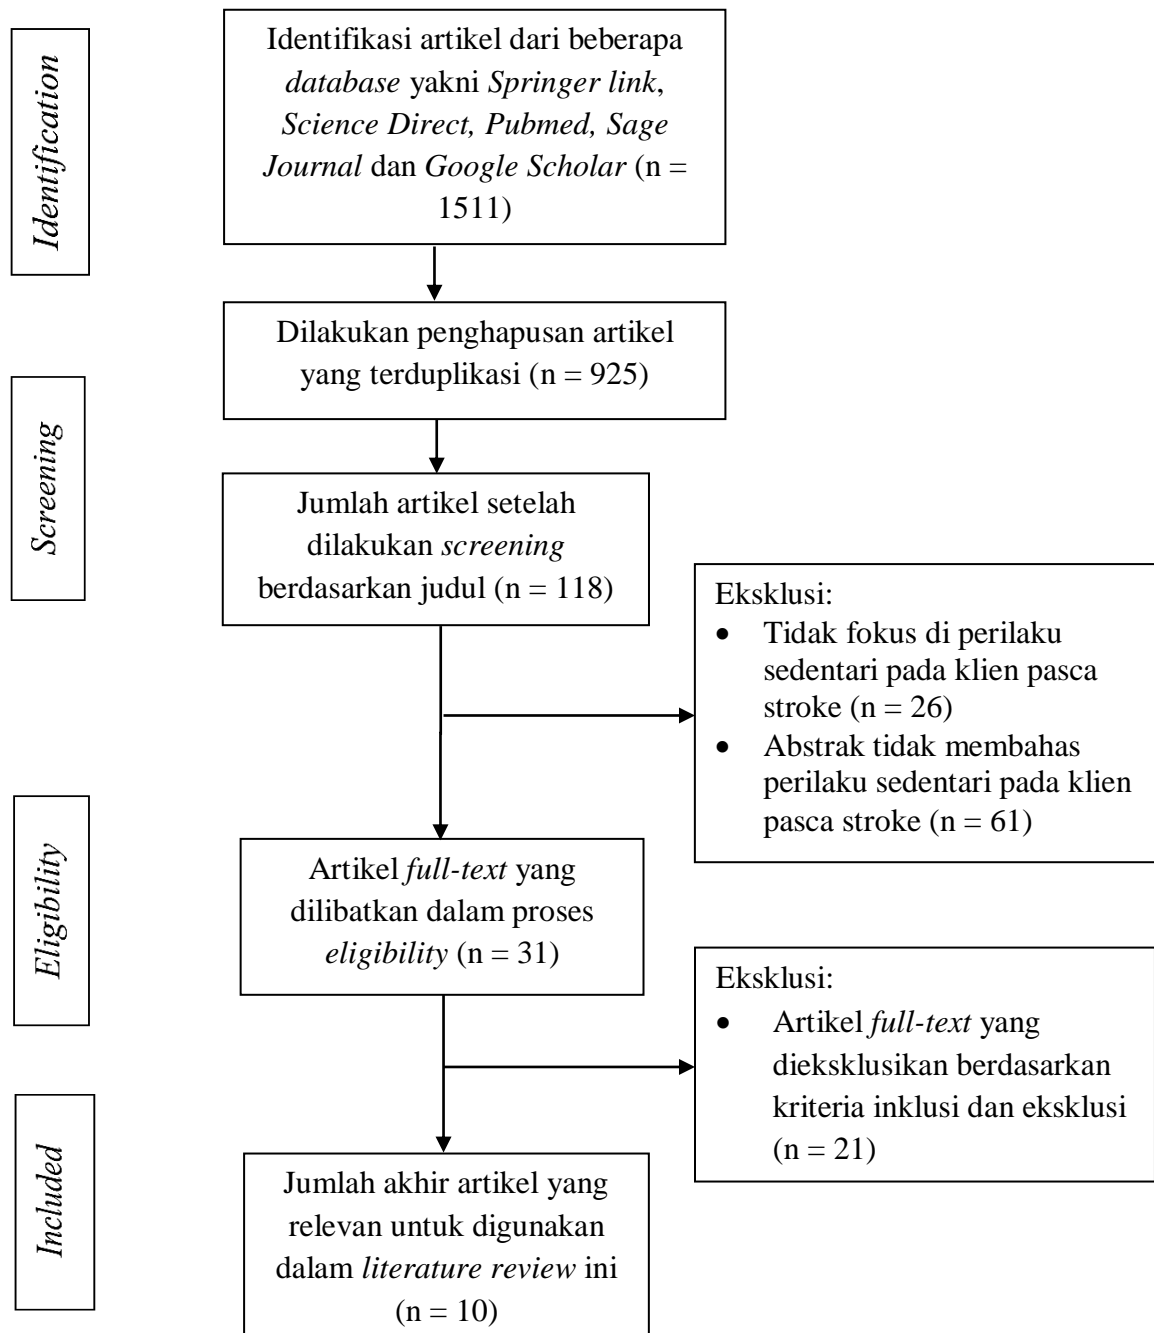 Identification
Identifikasi artikel dari beberapa
database yakni Springer link,
Science Direct, Pubmed, Sage
Journal dan Google Scholar (n =
1511)
Dilakukan penghapusan artikel
yang terduplikasi (n = 925)
Screening
Jumlah artikel setelah
dilakukan screening
berdasarkan judul (n = 118)
Eksklusi:
• Tidak fokus di perilaku
sedentari pada klien pasca
stroke (n = 26)
• Abstrak tidak membahas
perilaku sedentari pada klien
pasca stroke (n = 61)
Eligibility
Artikel full-text yang
dilibatkan dalam proses
eligibility (n = 31)
Eksklusi:
• Artikel full-text yang
dieksklusikan berdasarkan
kriteria inklusi dan eksklusi
(n = 21)
Included
Jumlah akhir artikel yang
relevan untuk digunakan
dalam literature review ini
(n = 10)